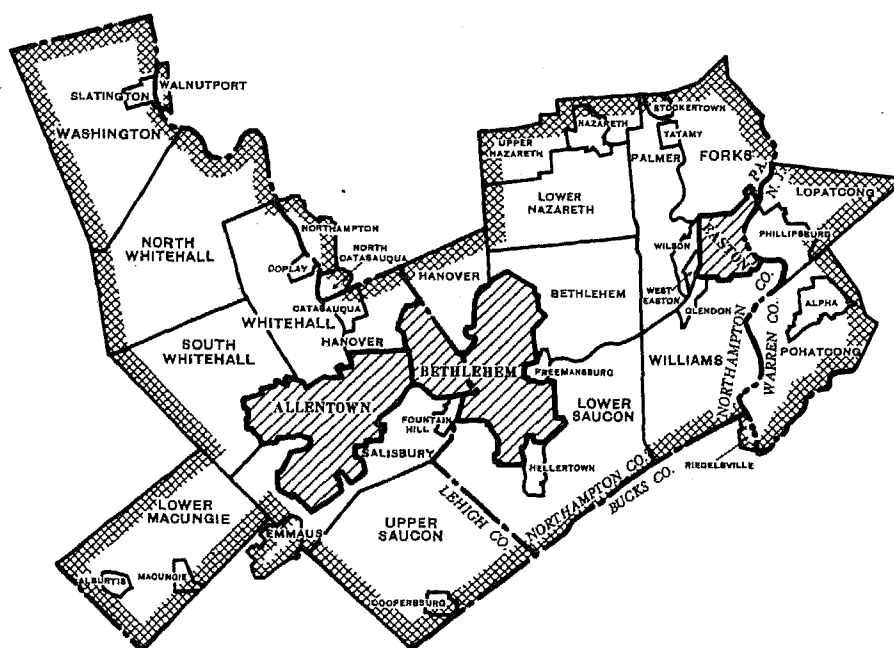 WALNUTPORT
SLATINGTON
WASHINGTON
STOCKERTOWN
NAZARETH
TATAMY
UPPER
NAZARETH
PALMER
FORKS
PA.
N. J.
LOPATCONG
LOWER
NAZARETH
NORTHAMPTON
PHILLIPSBURG
NORTH
WHITEHALL
NORTH
CATASAUQUA
WILSON
EASTON
COPLAY
HANOVER
BETHLEHEM
WEST
EASTON
CATASAUQUA
GLENDON
ALPHA
WHITEHALL
HANOVER
SOUTH
WHITEHALL
NORTHAMPTON CO.
WARREN CO.
POHATCONG
WILLIAMS
BETHLEHEM
FREEMANSBURG
ALLENTOWN
LOWER
SAUCON
FOUNTAIN
HILL
SALISBURY
HELLERTOWN
RIEDELSVILLE
NORTHAMPTON CO.
BUCKS CO.
LEHIGH CO.
LOWER
MACUNGIE
EMMAUS
UPPER
SAUCON
ALBURTIS
MACUNGIE
COOPERSBURG